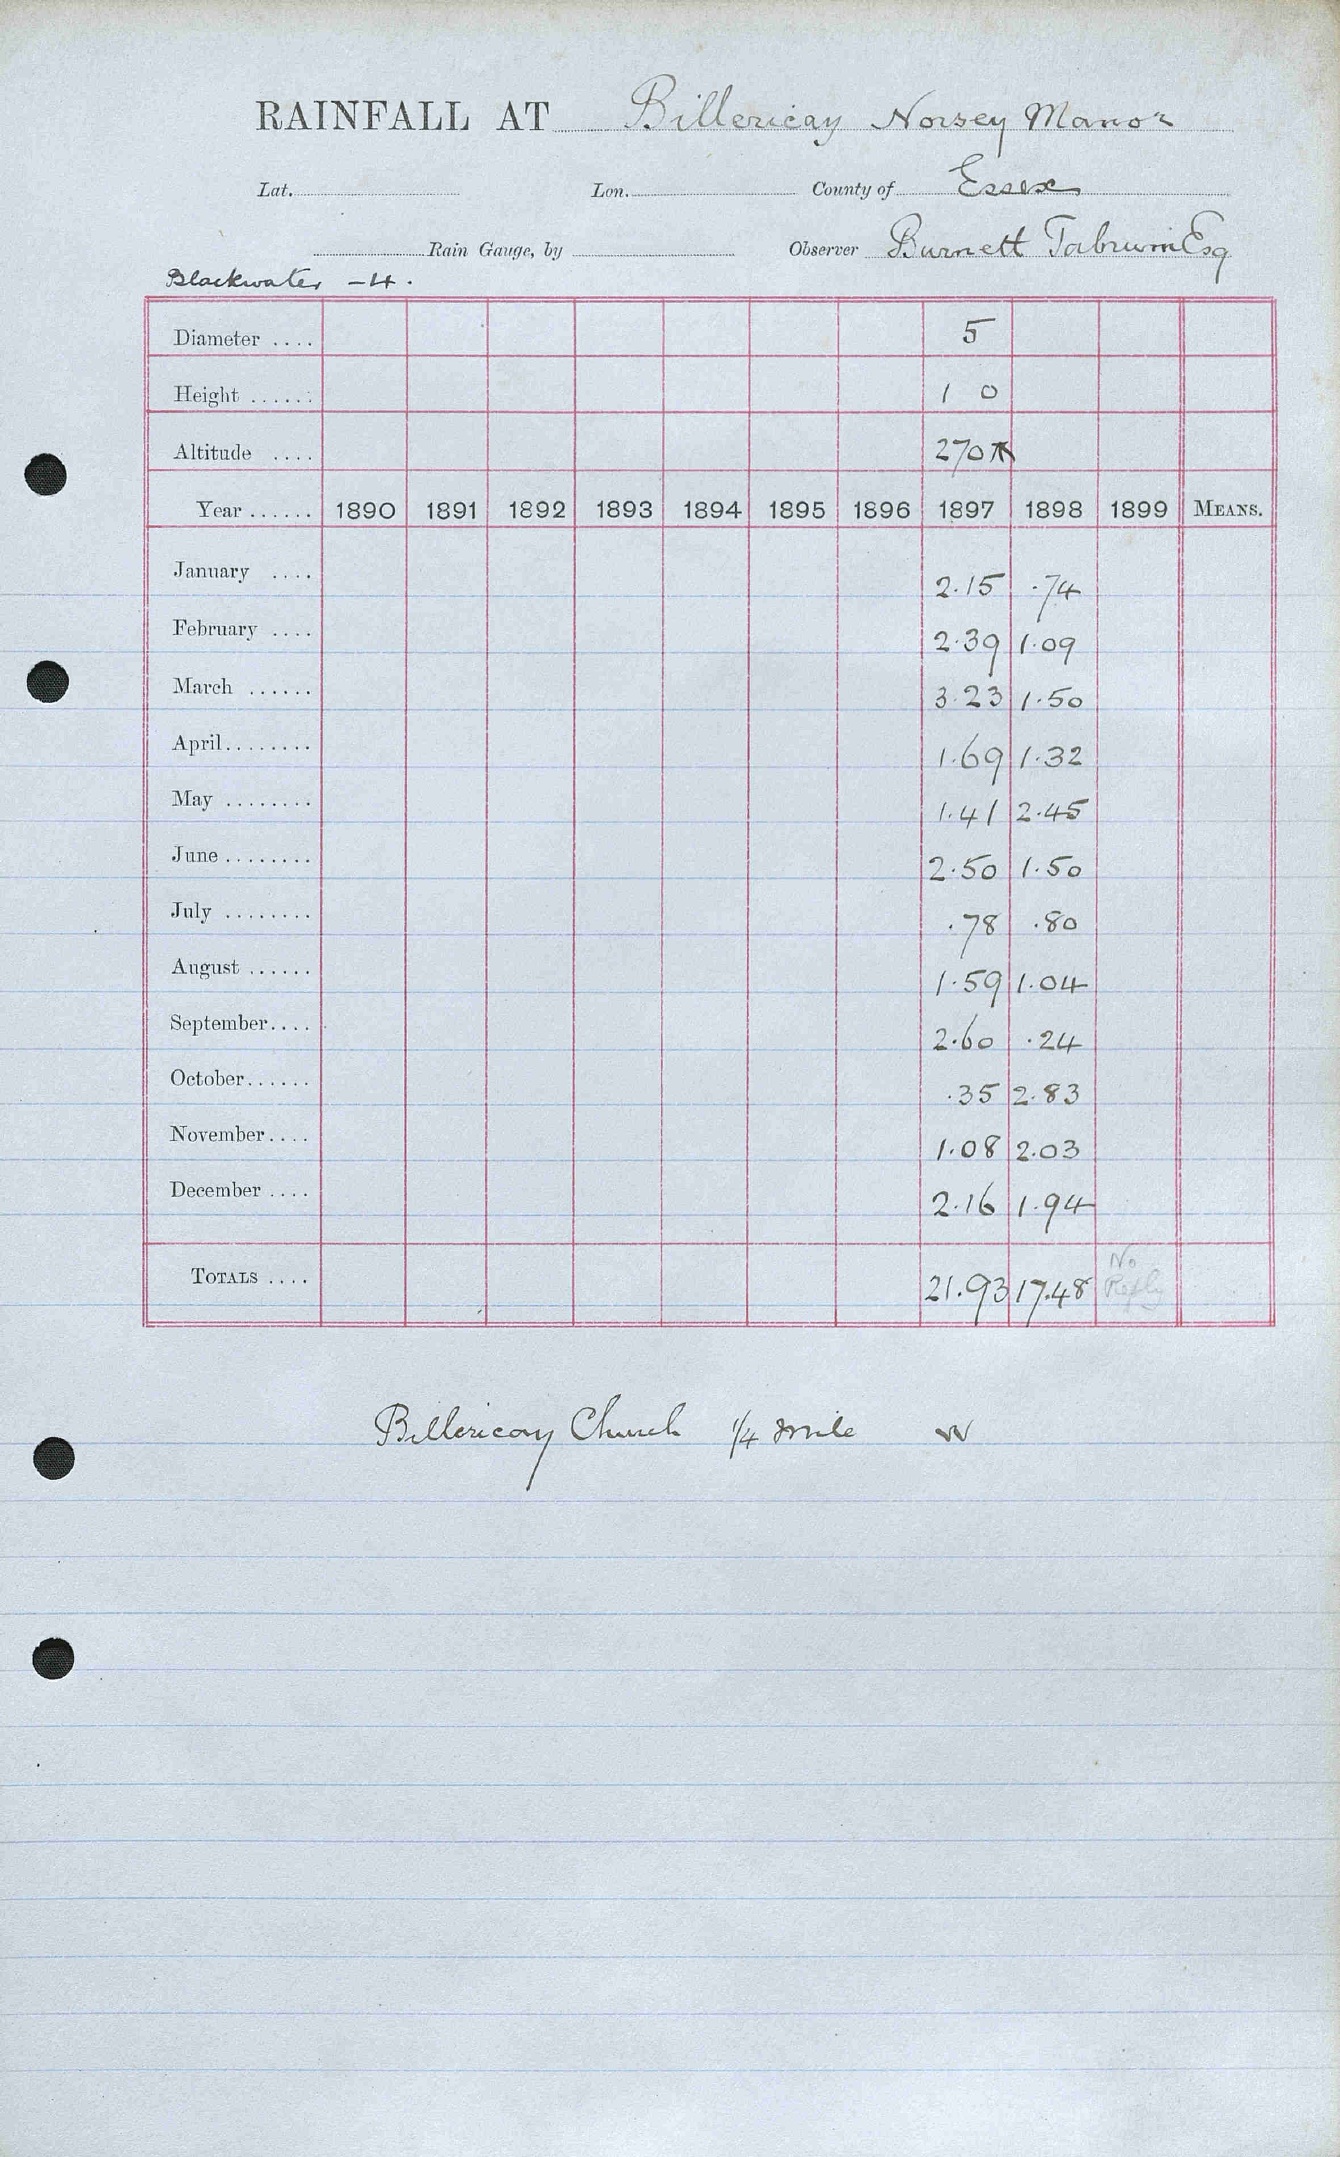 RAINFALL AT Billericay Norsey Manor
Lat. Lon. County of Essex
Rain Gauge, by Observer Burnett Tabrum Esq
Blackwater -4.
Diameter .... 5
Height ...... 1 0
Altitude .... 270
Year ...... 1890 1891 1892 1893 1894 1895 1896 1897 1898 1899 MEANS.
January .... 2.15 .74
February .... 2.39 1.09
March ...... 3.23 1.50
April........ 1.69 1.32
May ........ 1.41 2.45
June ........ 2.50 1.50
July ........ .78 .80
August ...... 1.59 1.04
September.... 2.60 .24
October...... .35 2.83
November.... 1.08 2.03
December .... 2.16 1.94
TOTALS .... 21.93 17.48 No Reply
Billericay Church 1/4 mile W